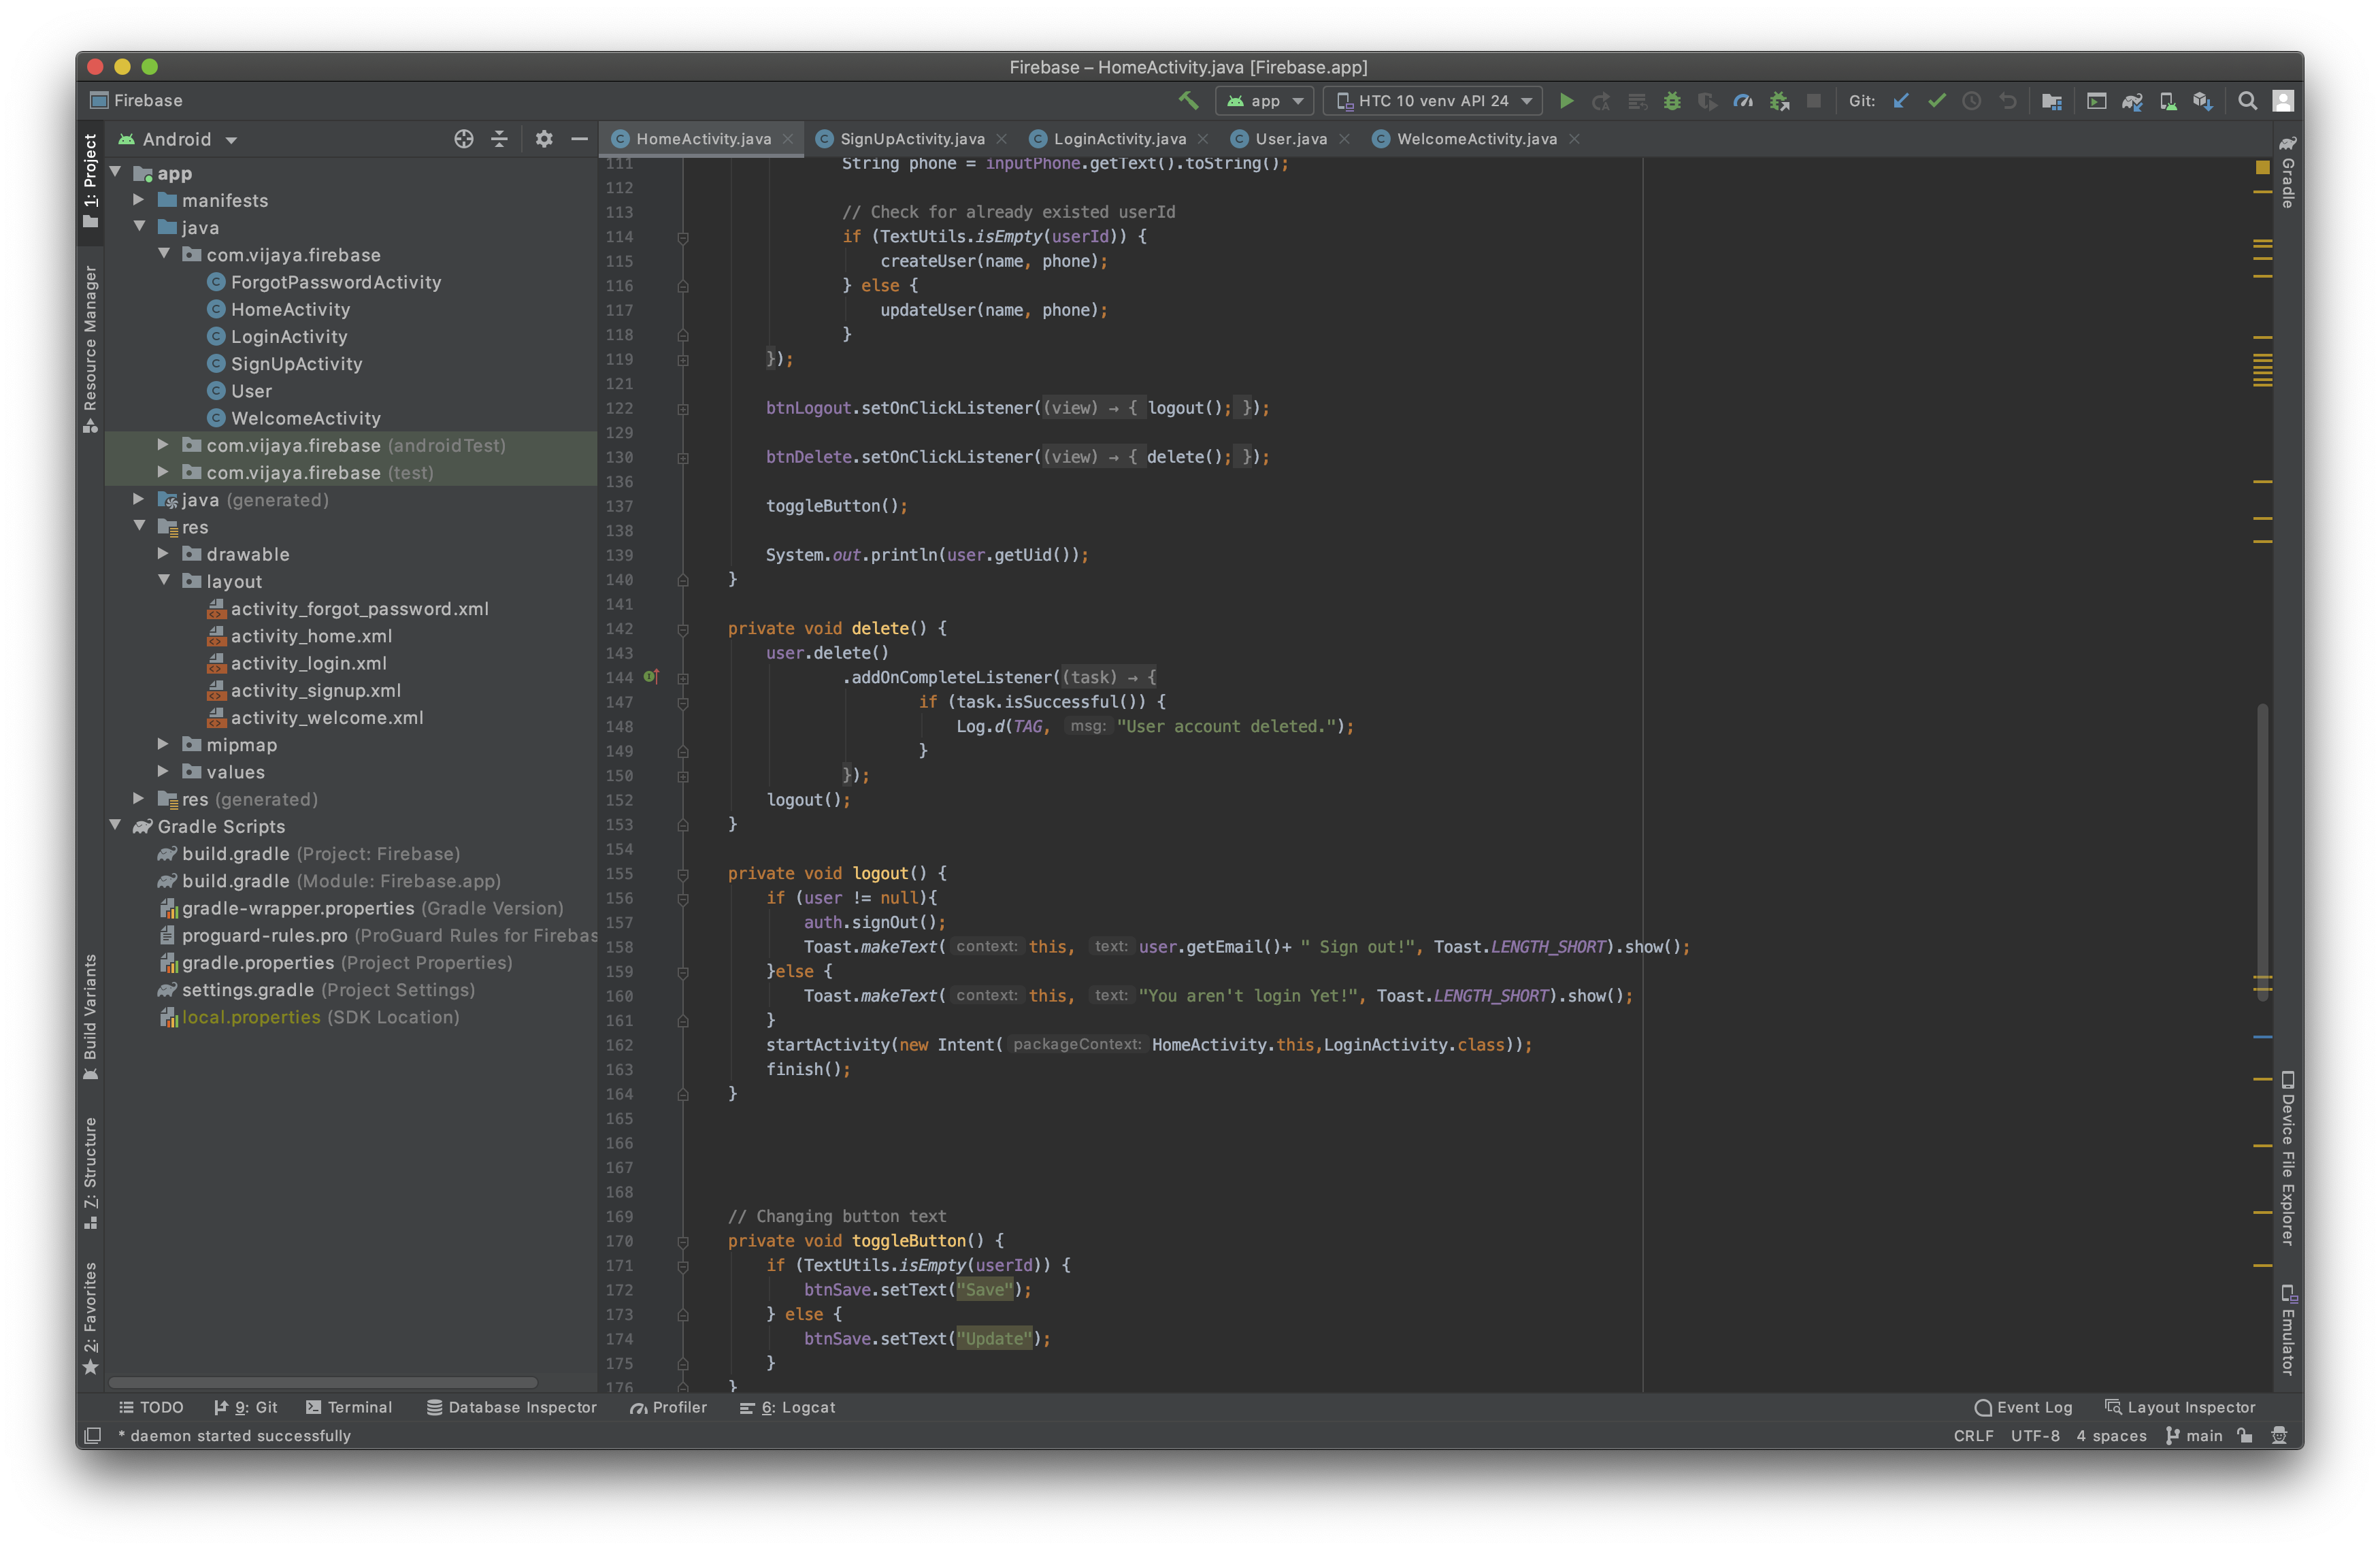 Firebase – HomeActivity.java [Firebase.app]
Firebase
app
HTC 10 venv API 24
Git:
1: Project
Resource Manager
Build Variants
7: Structure
2: Favorites
Android
app
manifests
java
com.vijaya.firebase
ForgotPasswordActivity
HomeActivity
LoginActivity
SignUpActivity
User
WelcomeActivity
com.vijaya.firebase (androidTest)
com.vijaya.firebase (test)
java (generated)
res
drawable
layout
activity_forgot_password.xml
activity_home.xml
activity_login.xml
activity_signup.xml
activity_welcome.xml
mipmap
values
res (generated)
Gradle Scripts
build.gradle (Project: Firebase)
build.gradle (Module: Firebase.app)
gradle-wrapper.properties (Gradle Version)
proguard-rules.pro (ProGuard Rules for Firebas
gradle.properties (Project Properties)
settings.gradle (Project Settings)
local.properties (SDK Location)
HomeActivity.java SignUpActivity.java LoginActivity.java User.java WelcomeActivity.java
111 String phone = inputPhone.getText().toString();
112
113 // Check for already existed userId
114 if (TextUtils.isEmpty(userId)) {
115 createUser(name, phone);
116 } else {
117 updateUser(name, phone);
118 }
119 });
121
122 btnLogout.setOnClickListener((view) → { logout(); });
129
130 btnDelete.setOnClickListener((view) → { delete(); });
136
137 toggleButton();
138
139 System.out.println(user.getUid());
140 }
141
142 private void delete() {
143 user.delete()
144 .addOnCompleteListener((task) → {
147 if (task.isSuccessful()) {
148 Log.d(TAG, msg: "User account deleted.");
149 }
150 });
152 logout();
153 }
154
155 private void logout() {
156 if (user != null){
157 auth.signOut();
158 Toast.makeText( context: this, text: user.getEmail()+ " Sign out!", Toast.LENGTH_SHORT).show();
159 }else {
160 Toast.makeText( context: this, text: "You aren't login Yet!", Toast.LENGTH_SHORT).show();
161 }
162 startActivity(new Intent( packageContext: HomeActivity.this,LoginActivity.class));
163 finish();
164 }
165
166
167
168
169 // Changing button text
170 private void toggleButton() {
171 if (TextUtils.isEmpty(userId)) {
172 btnSave.setText("Save");
173 } else {
174 btnSave.setText("Update");
175 }
176 }
Gradle
Device File Explorer
Emulator
TODO 9: Git Terminal Database Inspector Profiler 6: Logcat Event Log Layout Inspector
* daemon started successfully CRLF UTF-8 4 spaces main